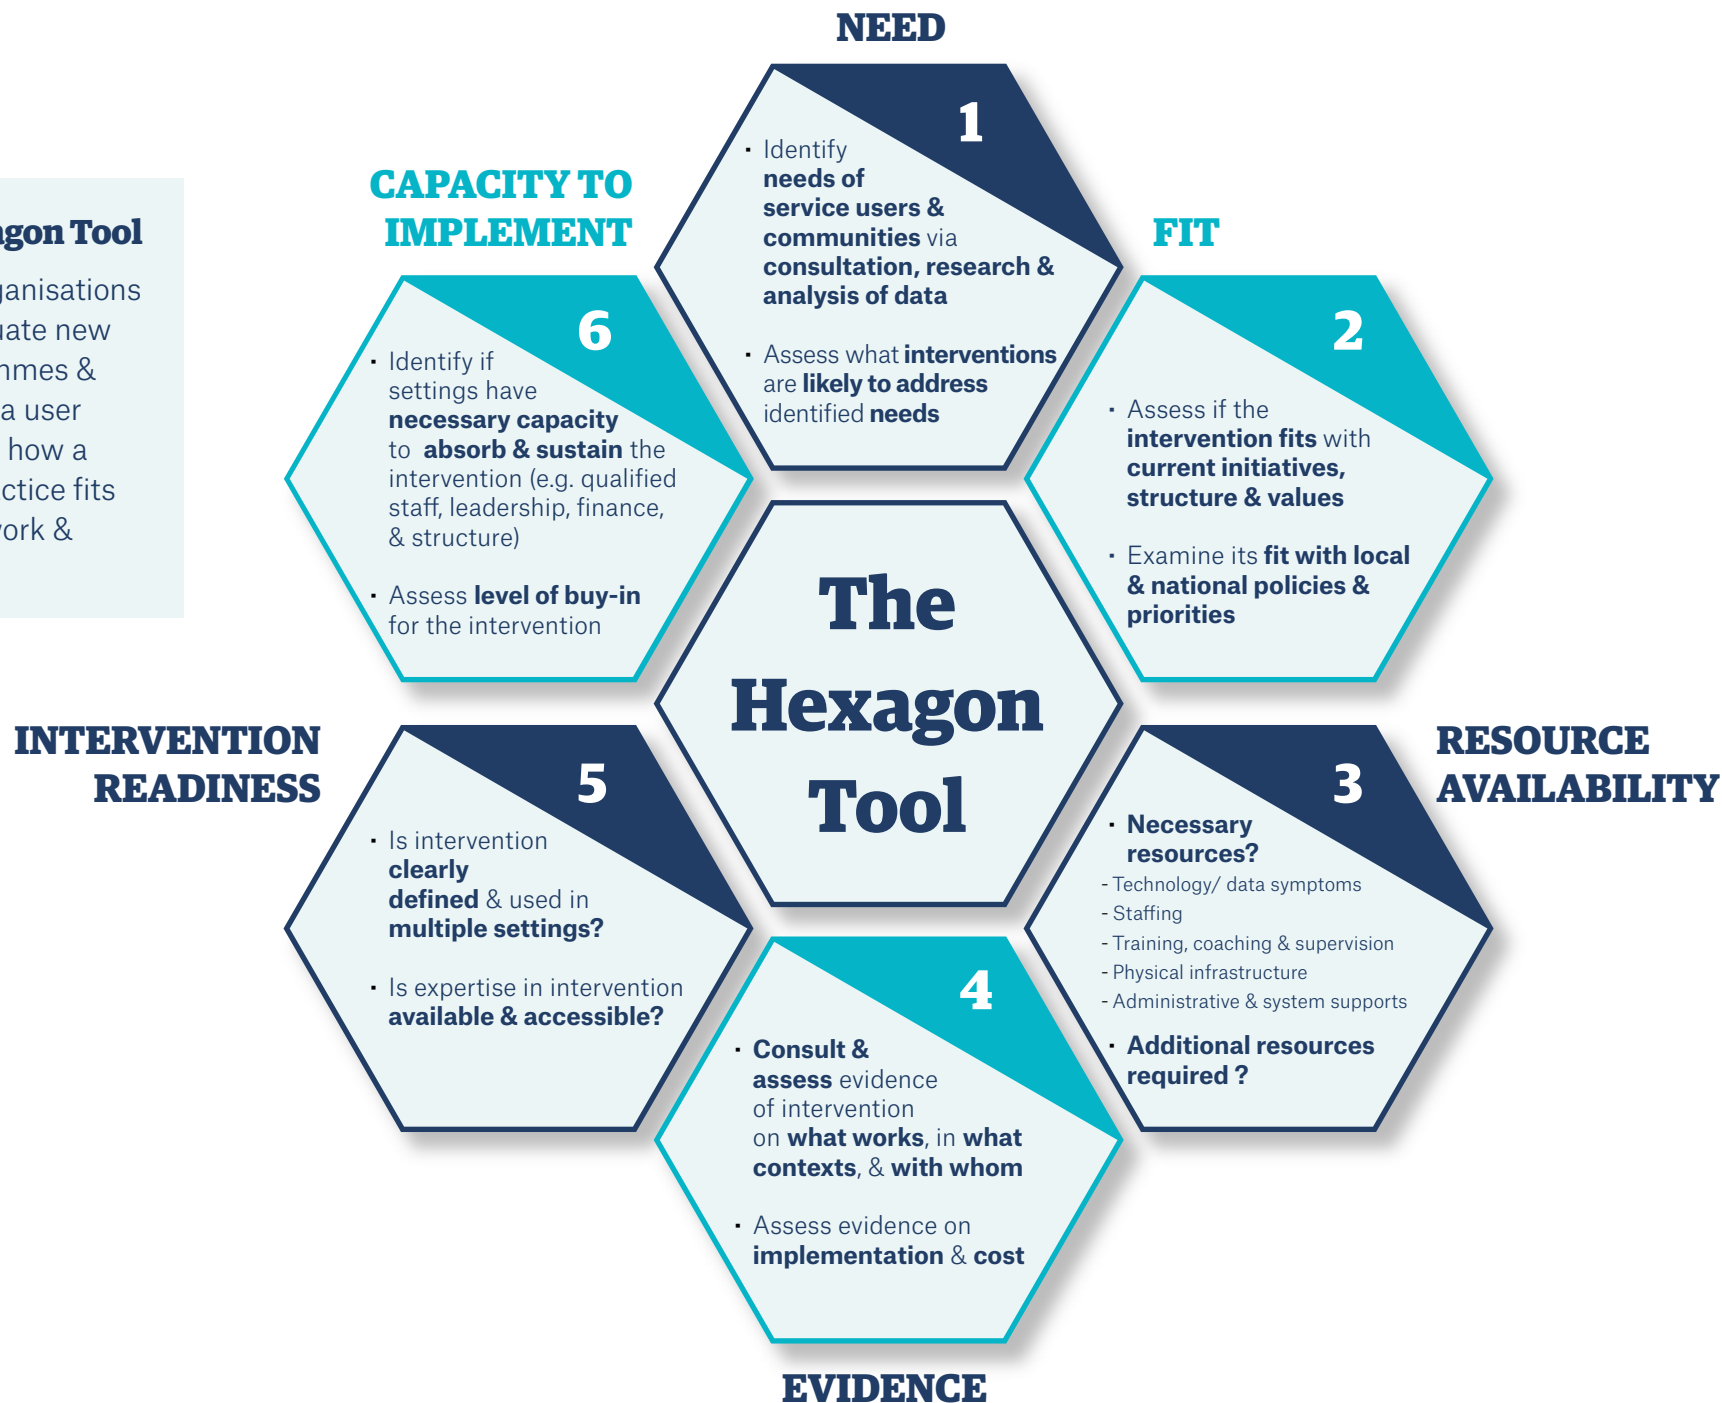 NEED
1
• Identify
needs of
service users &
communities via
consultation, research &
analysis of data
• Assess what interventions
are likely to address
identified needs
FIT
2
• Assess if the
intervention fits with
current initiatives,
structure & values
• Examine its fit with local
& national policies &
priorities
RESOURCE
AVAILABILITY
3
• Necessary
resources?
- Technology/ data symptoms
- Staffing
- Training, coaching & supervision
- Physical infrastructure
- Administrative & system supports
• Additional resources
required ?
EVIDENCE
4
• Consult &
assess evidence
of intervention
on what works, in what
contexts, & with whom
• Assess evidence on
implementation & cost
INTERVENTION
READINESS
5
• Is intervention
clearly
defined & used in
multiple settings?
• Is expertise in intervention
available & accessible?
CAPACITY TO
IMPLEMENT
6
• Identify if
settings have
necessary capacity
to absorb & sustain the
intervention (e.g. qualified
staff, leadership, finance,
& structure)
• Assess level of buy-in
for the intervention
The
Hexagon
Tool
Tool
new
&
a user
how a
fits
&